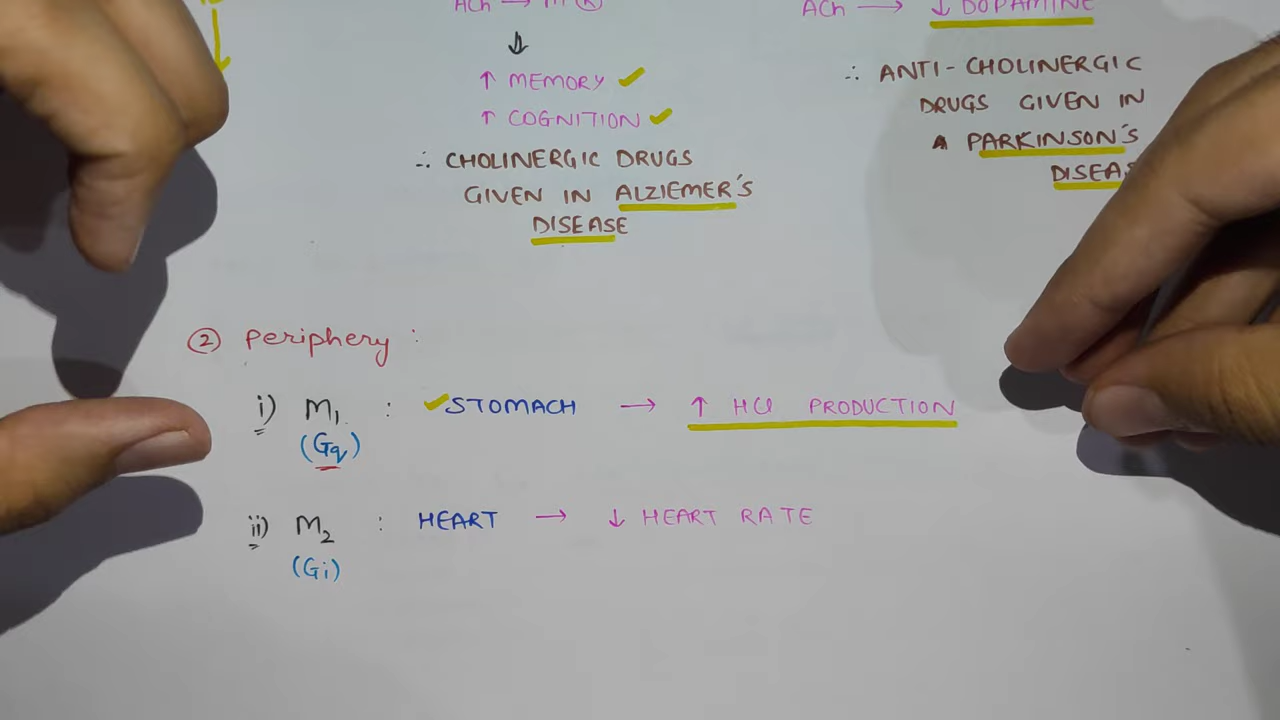 ACh → M
ACh → ↓ DOPAMINE
↓
↑ MEMORY ✓
↑ COGNITION ✓
∴ CHOLINERGIC DRUGS
GIVEN IN ALZIEMER'S
DISEASE
∴ ANTI-CHOLINERGIC
DRUGS GIVEN IN
PARKINSON'S
DISEAS
② Periphery :
i) M₁ : ✓STOMACH → ↑ HCl PRODUCTION
(Gq)
ii) M₂ : HEART → ↓ HEART RATE
(Gi)